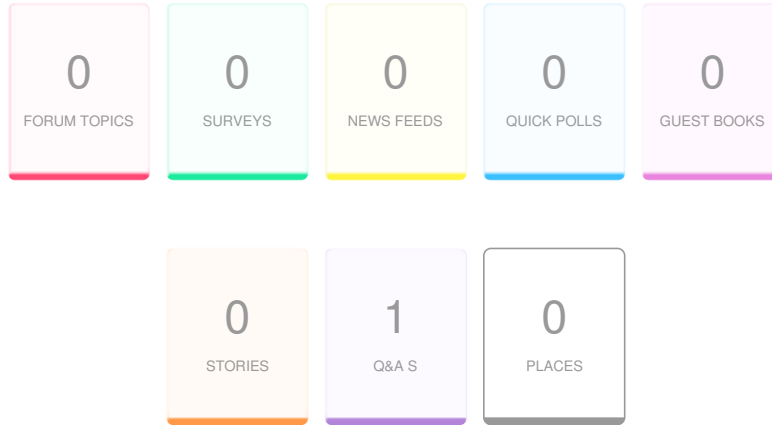 0 0 0 0 0
FORUM TOPICS SURVEYS NEWS FEEDS QUICK POLLS GUEST BOOKS
0 1 0
STORIES Q&A S PLACES